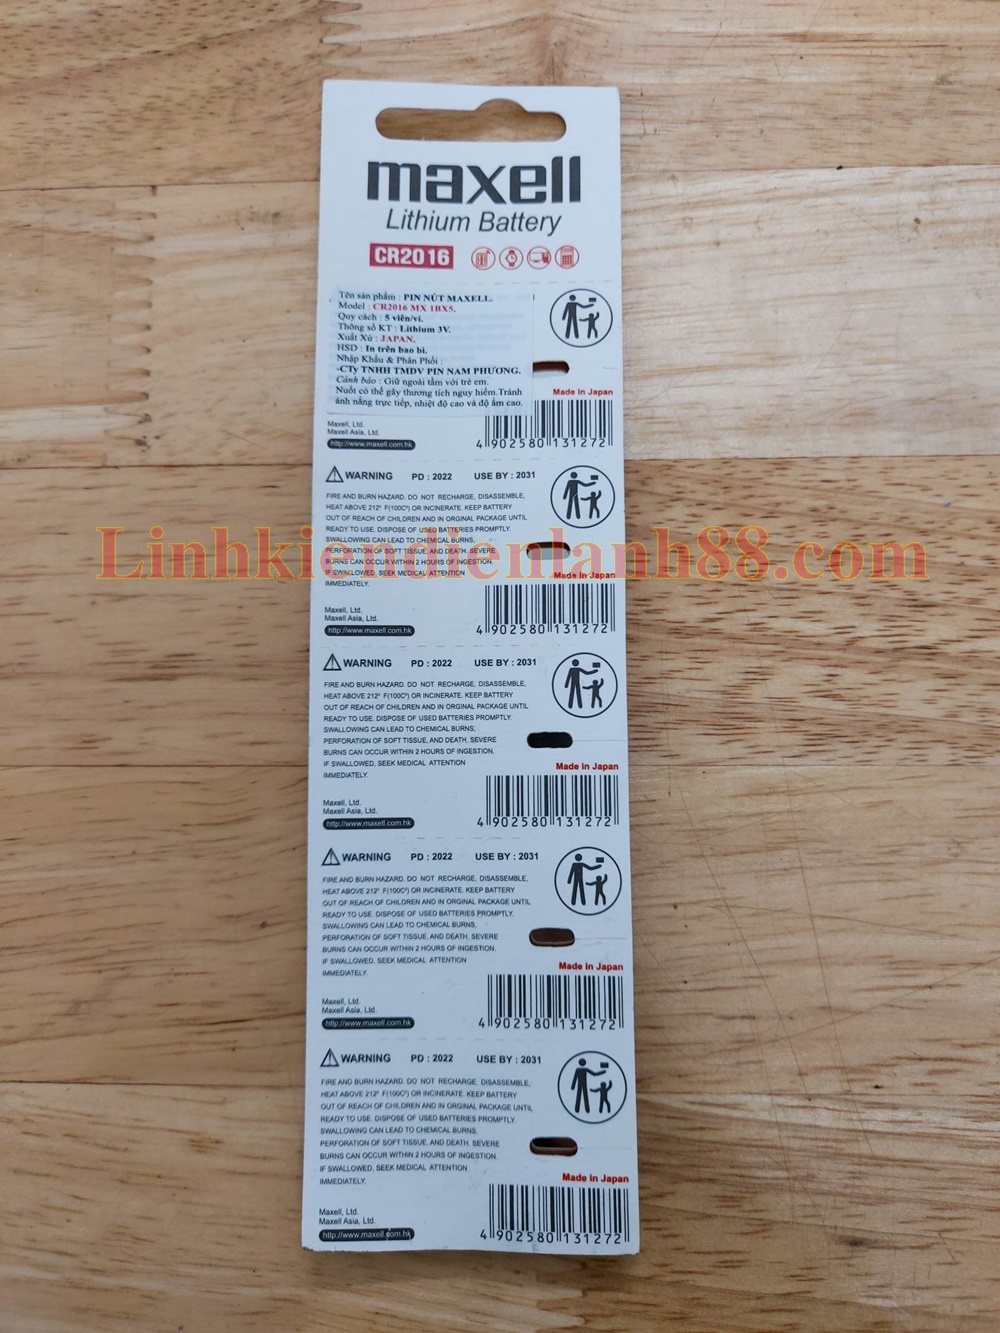 maxell
Lithium Battery
CR2016
Tên sản phẩm : PIN NÚT MAXELL.
Model : CR2016 MX 1BX5.
Quy cách : 5 viên/vỉ.
Thông số KT : Lithium 3V.
Xuất Xứ : JAPAN.
HSD : In trên bao bì.
Nhập Khẩu & Phân Phối :
-CTy TNHH TMDV PIN NAM PHƯƠNG.
Cảnh báo : Giữ ngoài tầm với trẻ em.
Nuốt có thể gây thương tích nguy hiểm.Tránh
ánh nắng trực tiếp, nhiệt độ cao và độ ẩm cao.
Made in Japan
Maxell, Ltd.
Maxell Asia, Ltd.
http://www.maxell.com.hk
4 902580 131272
WARNING PD : 2022 USE BY : 2031
FIRE AND BURN HAZARD. DO NOT RECHARGE, DISASSEMBLE,
HEAT ABOVE 212° F(100C°) OR INCINERATE. KEEP BATTERY
OUT OF REACH OF CHILDREN AND IN ORGINAL PACKAGE UNTIL
READY TO USE. DISPOSE OF USED BATTERIES PROMPTLY.
SWALLOWING CAN LEAD TO CHEMICAL BURNS,
PERFORATION OF SOFT TISSUE, AND DEATH. SEVERE
BURNS CAN OCCUR WITHIN 2 HOURS OF INGESTION.
IF SWALLOWED, SEEK MEDICAL ATTENTION
IMMEDIATELY.
Linhkiendienlanh88.com
Made in Japan
Maxell, Ltd.
Maxell Asia, Ltd.
http://www.maxell.com.hk
4 902580 131272
WARNING PD : 2022 USE BY : 2031
FIRE AND BURN HAZARD. DO NOT RECHARGE, DISASSEMBLE,
HEAT ABOVE 212° F(100C°) OR INCINERATE. KEEP BATTERY
OUT OF REACH OF CHILDREN AND IN ORGINAL PACKAGE UNTIL
READY TO USE. DISPOSE OF USED BATTERIES PROMPTLY.
SWALLOWING CAN LEAD TO CHEMICAL BURNS,
PERFORATION OF SOFT TISSUE, AND DEATH. SEVERE
BURNS CAN OCCUR WITHIN 2 HOURS OF INGESTION.
IF SWALLOWED, SEEK MEDICAL ATTENTION
IMMEDIATELY.
Made in Japan
Maxell, Ltd.
Maxell Asia, Ltd.
http://www.maxell.com.hk
4 902580 131272
WARNING PD : 2022 USE BY : 2031
FIRE AND BURN HAZARD. DO NOT RECHARGE, DISASSEMBLE,
HEAT ABOVE 212° F(100C°) OR INCINERATE. KEEP BATTERY
OUT OF REACH OF CHILDREN AND IN ORGINAL PACKAGE UNTIL
READY TO USE. DISPOSE OF USED BATTERIES PROMPTLY.
SWALLOWING CAN LEAD TO CHEMICAL BURNS,
PERFORATION OF SOFT TISSUE, AND DEATH. SEVERE
BURNS CAN OCCUR WITHIN 2 HOURS OF INGESTION.
IF SWALLOWED, SEEK MEDICAL ATTENTION
IMMEDIATELY.
Made in Japan
Maxell, Ltd.
Maxell Asia, Ltd.
http://www.maxell.com.hk
4 902580 131272
WARNING PD : 2022 USE BY : 2031
FIRE AND BURN HAZARD. DO NOT RECHARGE, DISASSEMBLE,
HEAT ABOVE 212° F(100C°) OR INCINERATE. KEEP BATTERY
OUT OF REACH OF CHILDREN AND IN ORGINAL PACKAGE UNTIL
READY TO USE. DISPOSE OF USED BATTERIES PROMPTLY.
SWALLOWING CAN LEAD TO CHEMICAL BURNS,
PERFORATION OF SOFT TISSUE, AND DEATH. SEVERE
BURNS CAN OCCUR WITHIN 2 HOURS OF INGESTION.
IF SWALLOWED, SEEK MEDICAL ATTENTION
IMMEDIATELY.
Made in Japan
Maxell, Ltd.
Maxell Asia, Ltd.
http://www.maxell.com.hk
4 902580 131272